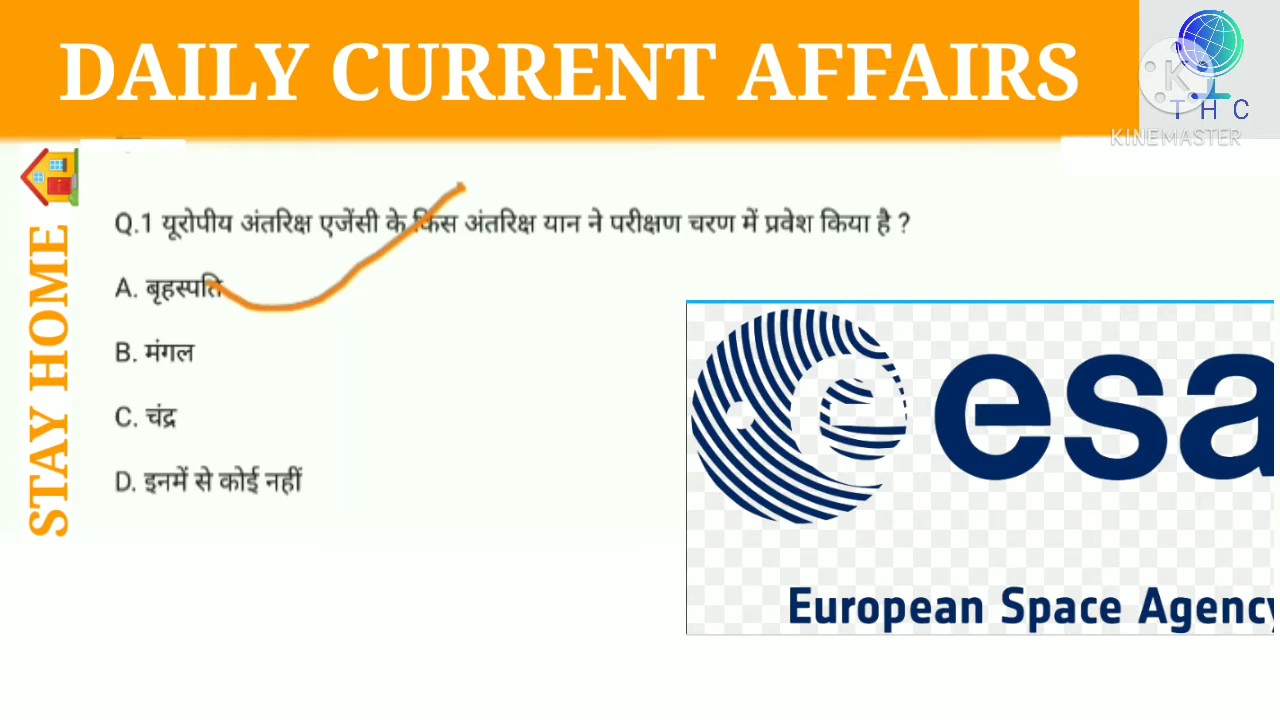 DAILY CURRENT AFFAIRS
K
T H C
KINEMASTER
STAY HOME
Q.1 यूरोपीय अंतरिक्ष एजेंसी के किस अंतरिक्ष यान ने परीक्षण चरण में प्रवेश किया है ?
A. बृहस्पति
B. मंगल
C. चंद्र
D. इनमें से कोई नहीं
esa
European Space Agency